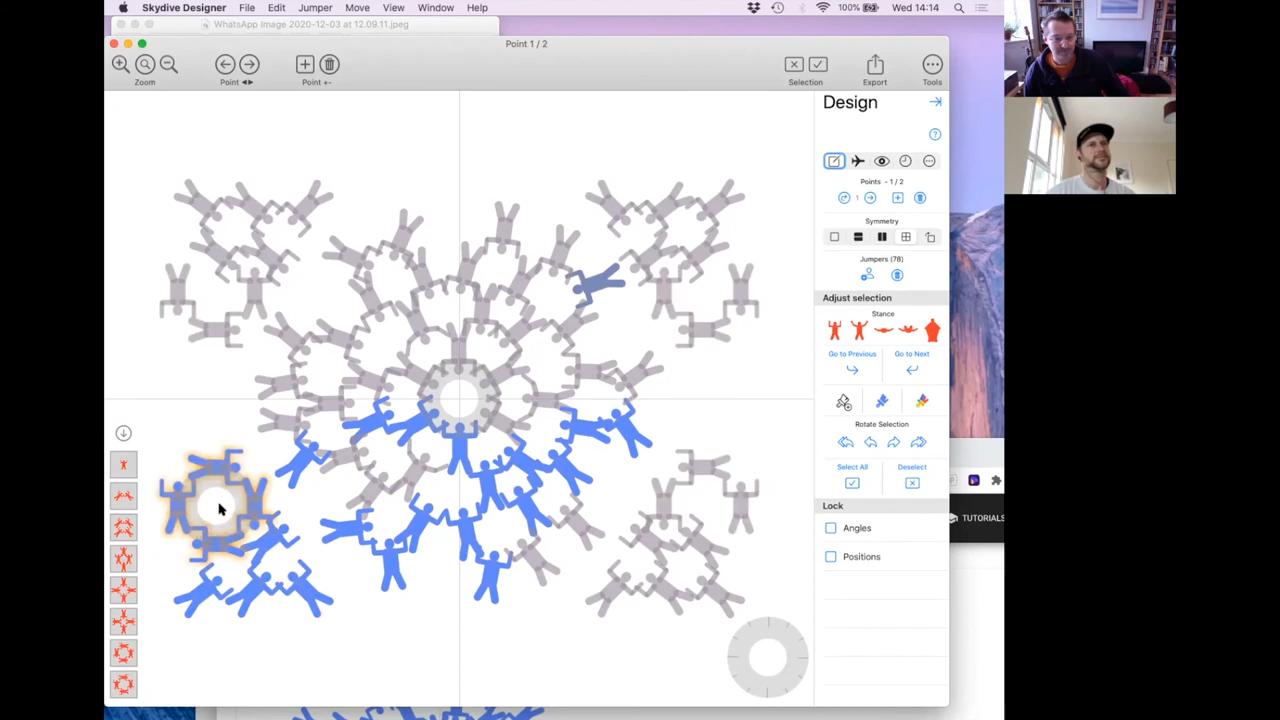 Skydive Designer File Edit Jumper Move View Window Help 100% Wed 14:14
WhatsApp Image 2020-12-03 at 12.09.11.jpeg
Point 1 / 2
Zoom Point Point +- Selection Export Tools
Design
Points - 1 / 2
1
Symmetry
Jumpers (78)
Adjust selection
Stance
Go to Previous Go to Next
Rotate Selection
Select All Deselect
Lock
Angles
Positions
TUTORIALS